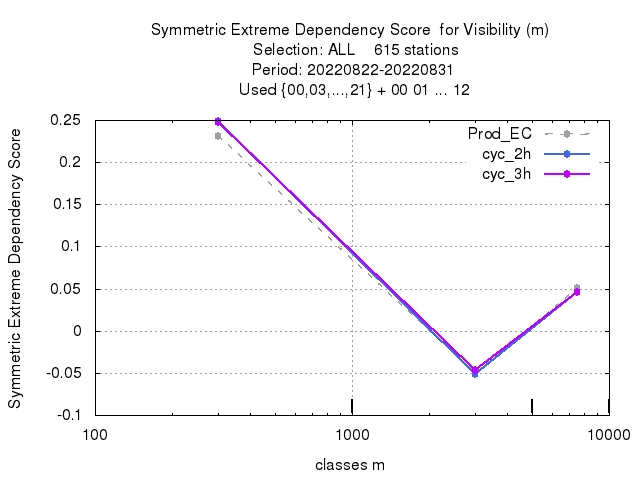 Symmetric Extreme Dependency Score  for Visibility (m)
Selection: ALL    615 stations
Period: 20220822-20220831
Used {00,03,...,21} + 00 01 ... 12
Symmetric Extreme Dependency Score
0.25
0.2
0.15
0.1
0.05
0
-0.05
-0.1
Prod_EC
cyc_2h
cyc_3h
100
1000
10000
classes m